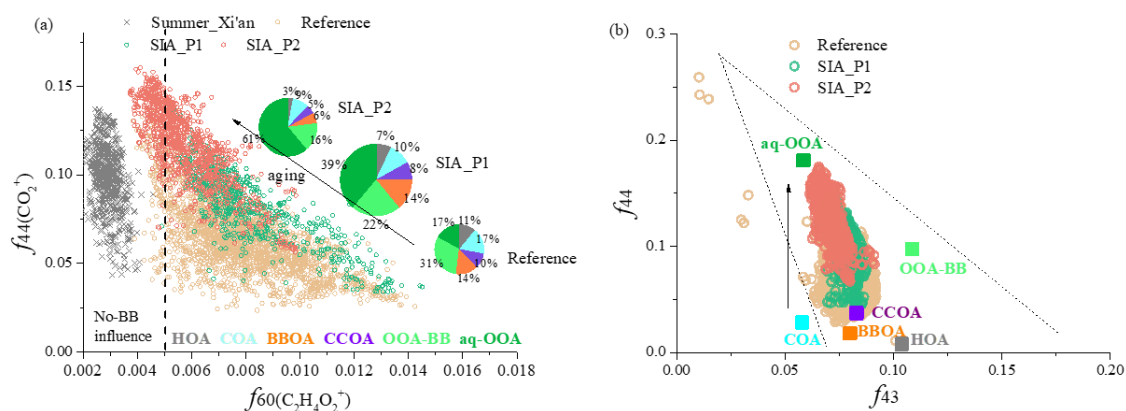 (a)
× Summer_Xi'an Reference
SIA_P1 SIA_P2
f44(CO2+)
0.15
0.10
0.05
0.00
0.000 0.002 0.004 0.006 0.008 0.010 0.012 0.014 0.016 0.018
f60(C2H4O2+)
No-BB
influence
HOA COA BBOA CCOA OOA-BB aq-OOA
aging
SIA_P2
3% 9% 5% 6% 16% 61%
SIA_P1
7% 10% 8% 14% 22% 39%
Reference
11% 17% 10% 14% 31% 17%
(b)
Reference
SIA_P1
SIA_P2
f44
0.3
0.2
0.1
0.0
0.00 0.05 0.10 0.15 0.20
f43
aq-OOA
OOA-BB
CCOA
BBOA
COA
HOA